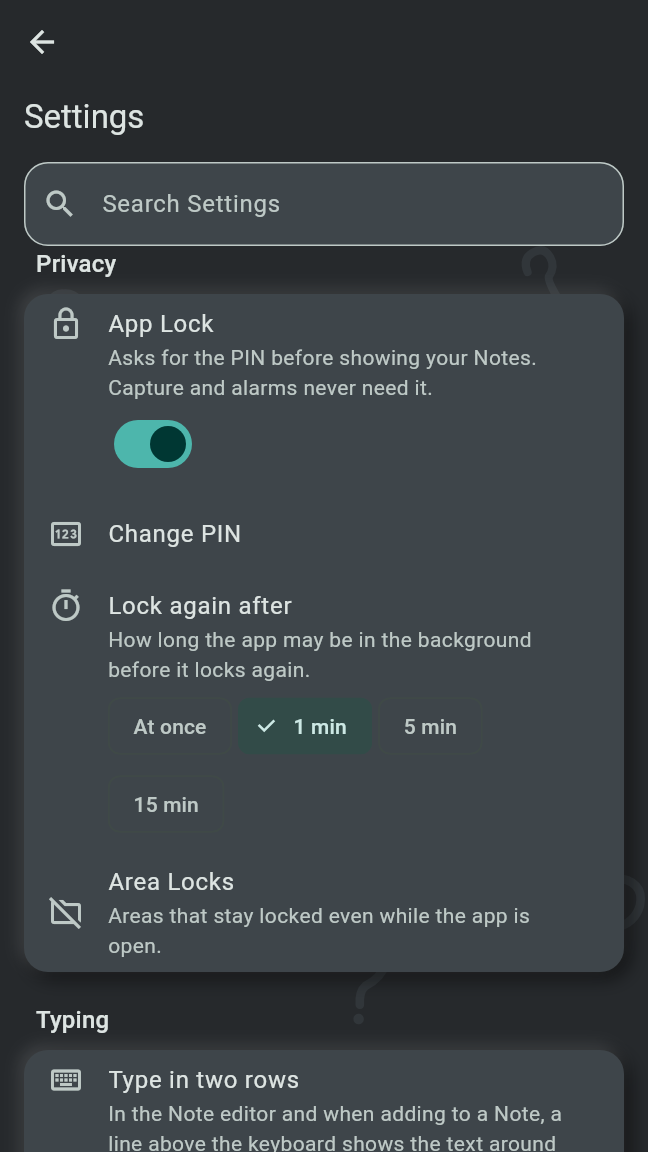 Settings
Search Settings
Privacy
App Lock
Asks for the PIN before showing your Notes.
Capture and alarms never need it.
123
Change PIN
Lock again after
How long the app may be in the background
before it locks again.
At once
1 min
5 min
15 min
Area Locks
Areas that stay locked even while the app is
open.
Typing
Type in two rows
In the Note editor and when adding to a Note, a
line above the keyboard shows the text around